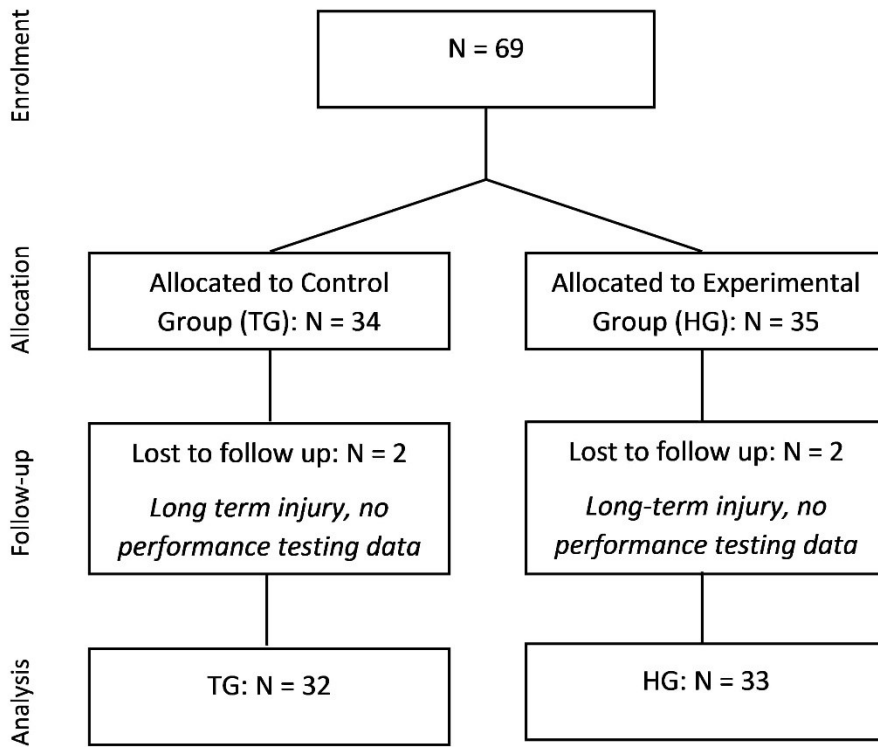 Enrolment
N = 69
Allocation
Allocated to Control
Group (TG): N = 34
Allocated to Experimental
Group (HG): N = 35
Follow-up
Lost to follow up: N = 2
Long term injury, no
performance testing data
Lost to follow up: N = 2
Long-term injury, no
performance testing data
Analysis
TG: N = 32
HG: N = 33